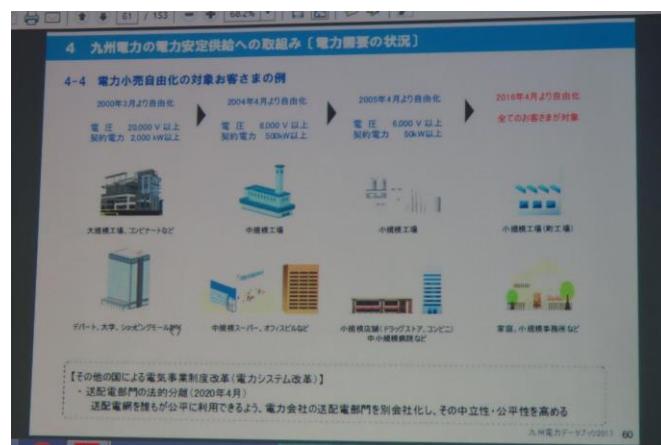 61 / 153
68.2%
4 九州電力の電力安定供給への取組み〔電力需要の状況〕
4-4 電力小売自由化の対象お客さまの例
2000年3月より自由化
電 圧 20,000 V 以上
契約電力 2,000 kW以上
2004年4月より自由化
電 圧 6,000 V 以上
契約電力 500kW以上
2005年4月より自由化
電 圧 6,000 V 以上
契約電力 50kW以上
2016年4月より自由化
全てのお客さまが対象
大規模工場、コンビナートなど
中規模工場
小規模工場
小規模工場(町工場)
デパート、大学、ショッピングモールなど
中規模スーパー、オフィスビルなど
小規模店舗(ドラッグストア、コンビニ)
中小規模病院など
家庭、小規模事務所など
【その他の国による電気事業制度改革(電力システム改革)】
・ 送配電部門の法的分離(2020年4月)
送配電網を誰もが公平に利用できるよう、電力会社の送配電部門を別会社化し、その中立性・公平性を高める
九州電力データブック2017 60